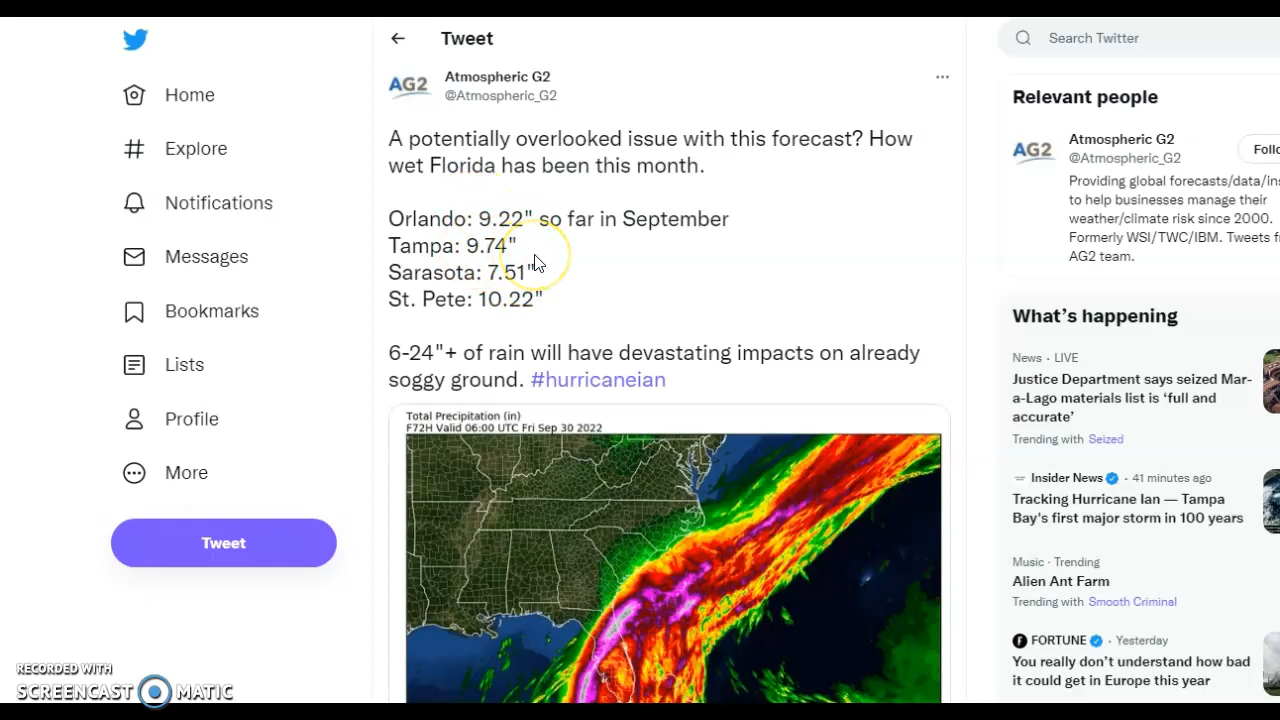 Tweet
Search Twitter
Home
Explore
Notifications
Messages
Bookmarks
Lists
Profile
More
Tweet
AG2
Atmospheric G2
@Atmospheric_G2
A potentially overlooked issue with this forecast? How
wet Florida has been this month.
Orlando: 9.22" so far in September
Tampa: 9.74"
Sarasota: 7.51"
St. Pete: 10.22"
6-24"+ of rain will have devastating impacts on already
soggy ground. #hurricaneian
Total Precipitation (in)
F72H Valid 06:00 UTC Fri Sep 30 2022
Relevant people
AG2
Atmospheric G2
@Atmospheric_G2
Follo
Providing global forecasts/data/ins
to help businesses manage their
weather/climate risk since 2000.
Formerly WSI/TWC/IBM. Tweets f
AG2 team.
What's happening
News · LIVE
Justice Department says seized Mar-
a-Lago materials list is 'full and
accurate'
Trending with Seized
Insider News · 41 minutes ago
Tracking Hurricane Ian — Tampa
Bay's first major storm in 100 years
Music · Trending
Alien Ant Farm
Trending with Smooth Criminal
F FORTUNE · Yesterday
You really don't understand how bad
it could get in Europe this year
RECORDED WITH
SCREENCAST MATIC